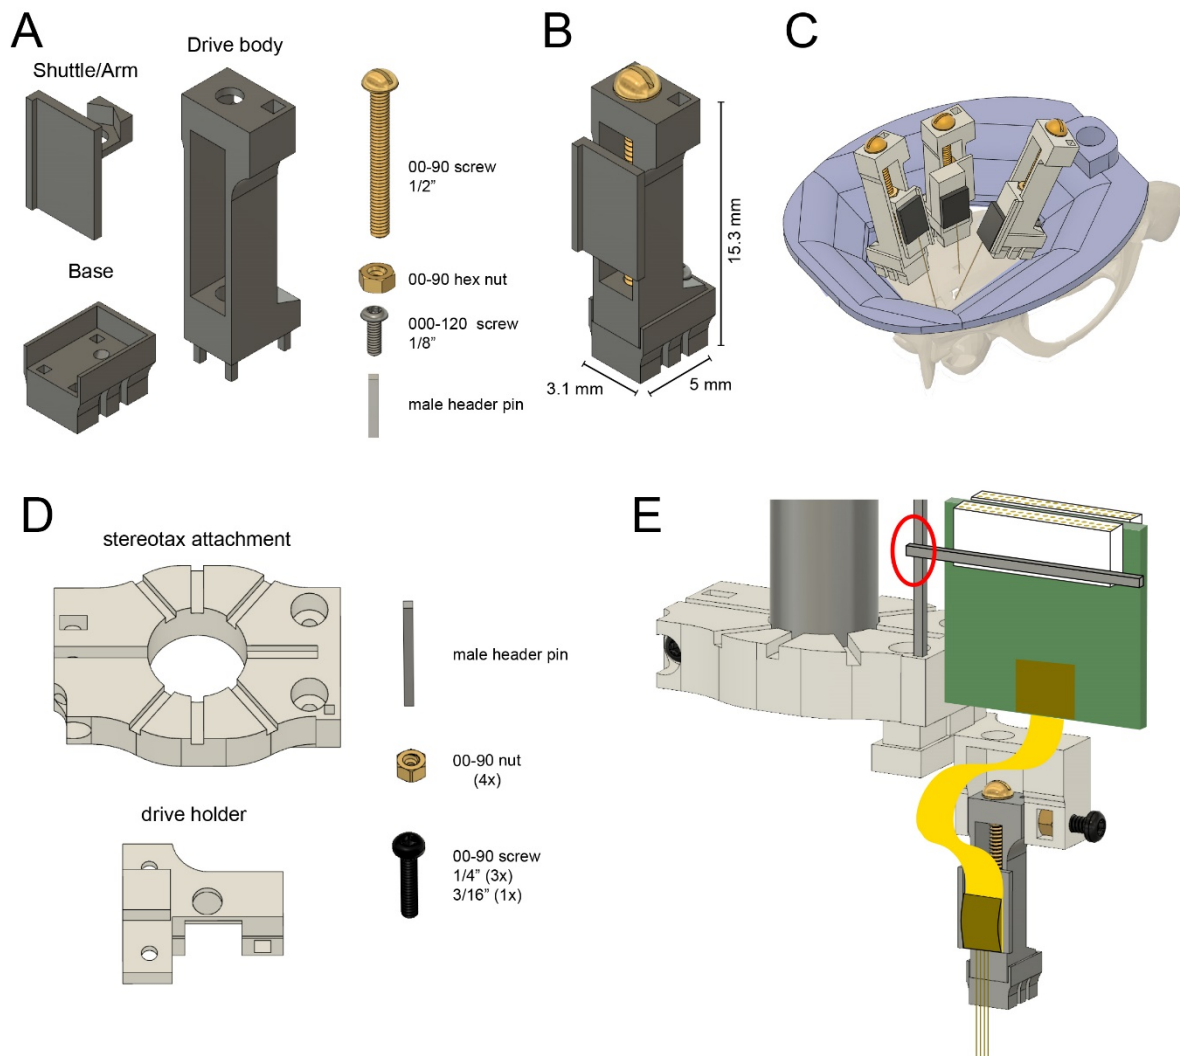 A
Shuttle/Arm
Drive body
Base
00-90 screw
1/2”
00-90 hex nut
000-120 screw
1/8”
male header pin
B
15.3 mm
3.1 mm
5 mm
C
D
stereotax attachment
male header pin
00-90 nut
(4x)
drive holder
00-90 screw
1/4” (3x)
3/16” (1x)
E